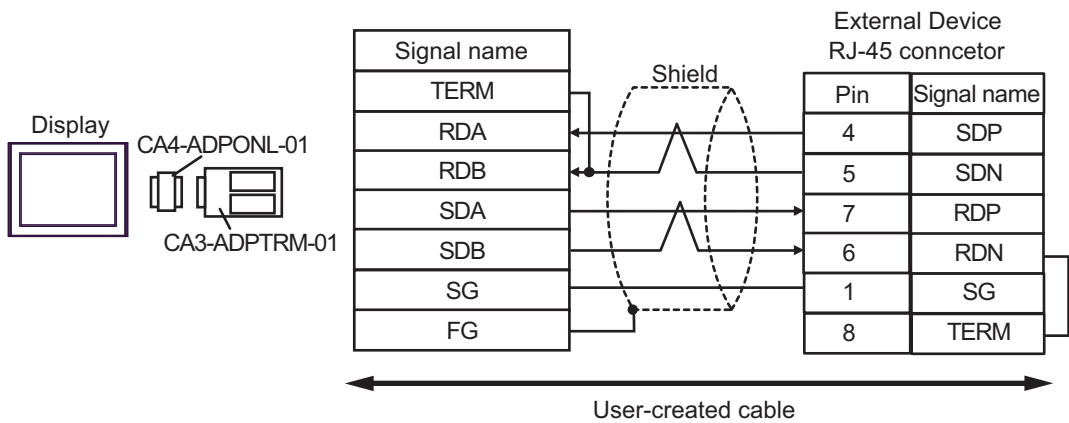 External Device
RJ-45 conncetor
Signal name
Shield
TERM
Pin
Signal name
Display
CA4-ADPONL-01
RDA
4
SDP
RDB
5
SDN
SDA
7
RDP
CA3-ADPTRM-01
SDB
6
RDN
SG
1
SG
FG
8
TERM
User-created cable